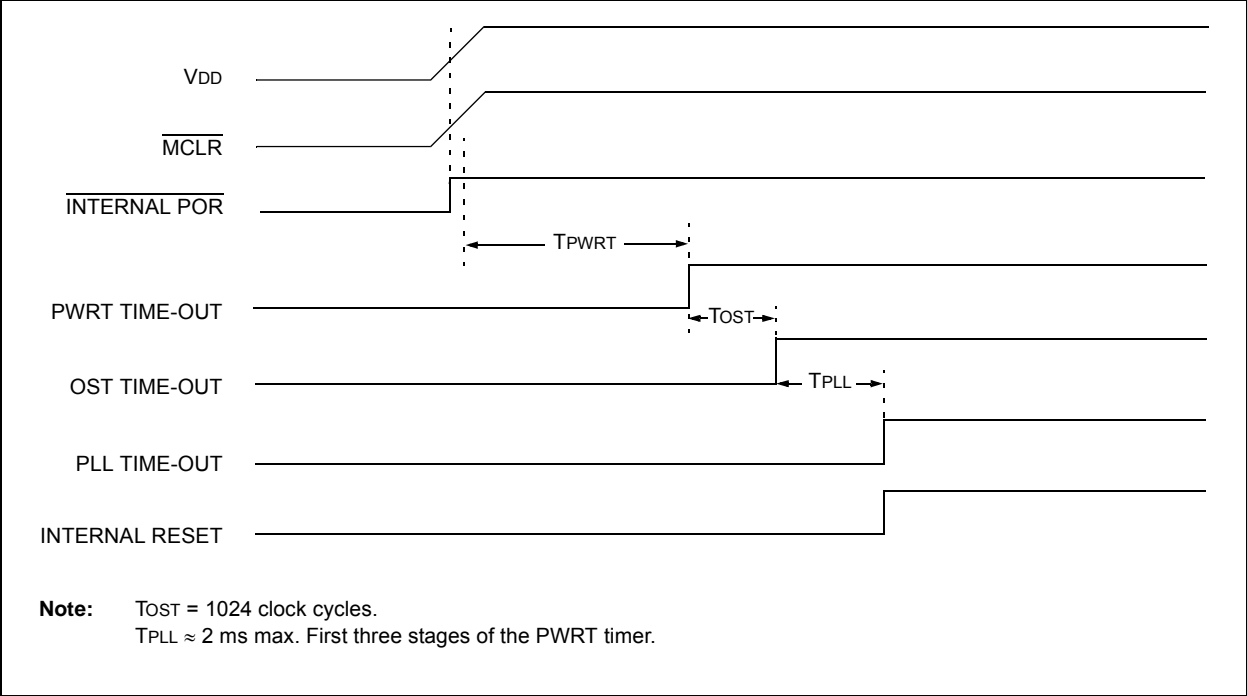 VDD
MCLR
INTERNAL POR
TPWRT
PWRT TIME-OUT
TOST
OST TIME-OUT
TPLL
PLL TIME-OUT
INTERNAL RESET
Note: TOST = 1024 clock cycles.
TPLL ≈ 2 ms max. First three stages of the PWRT timer.